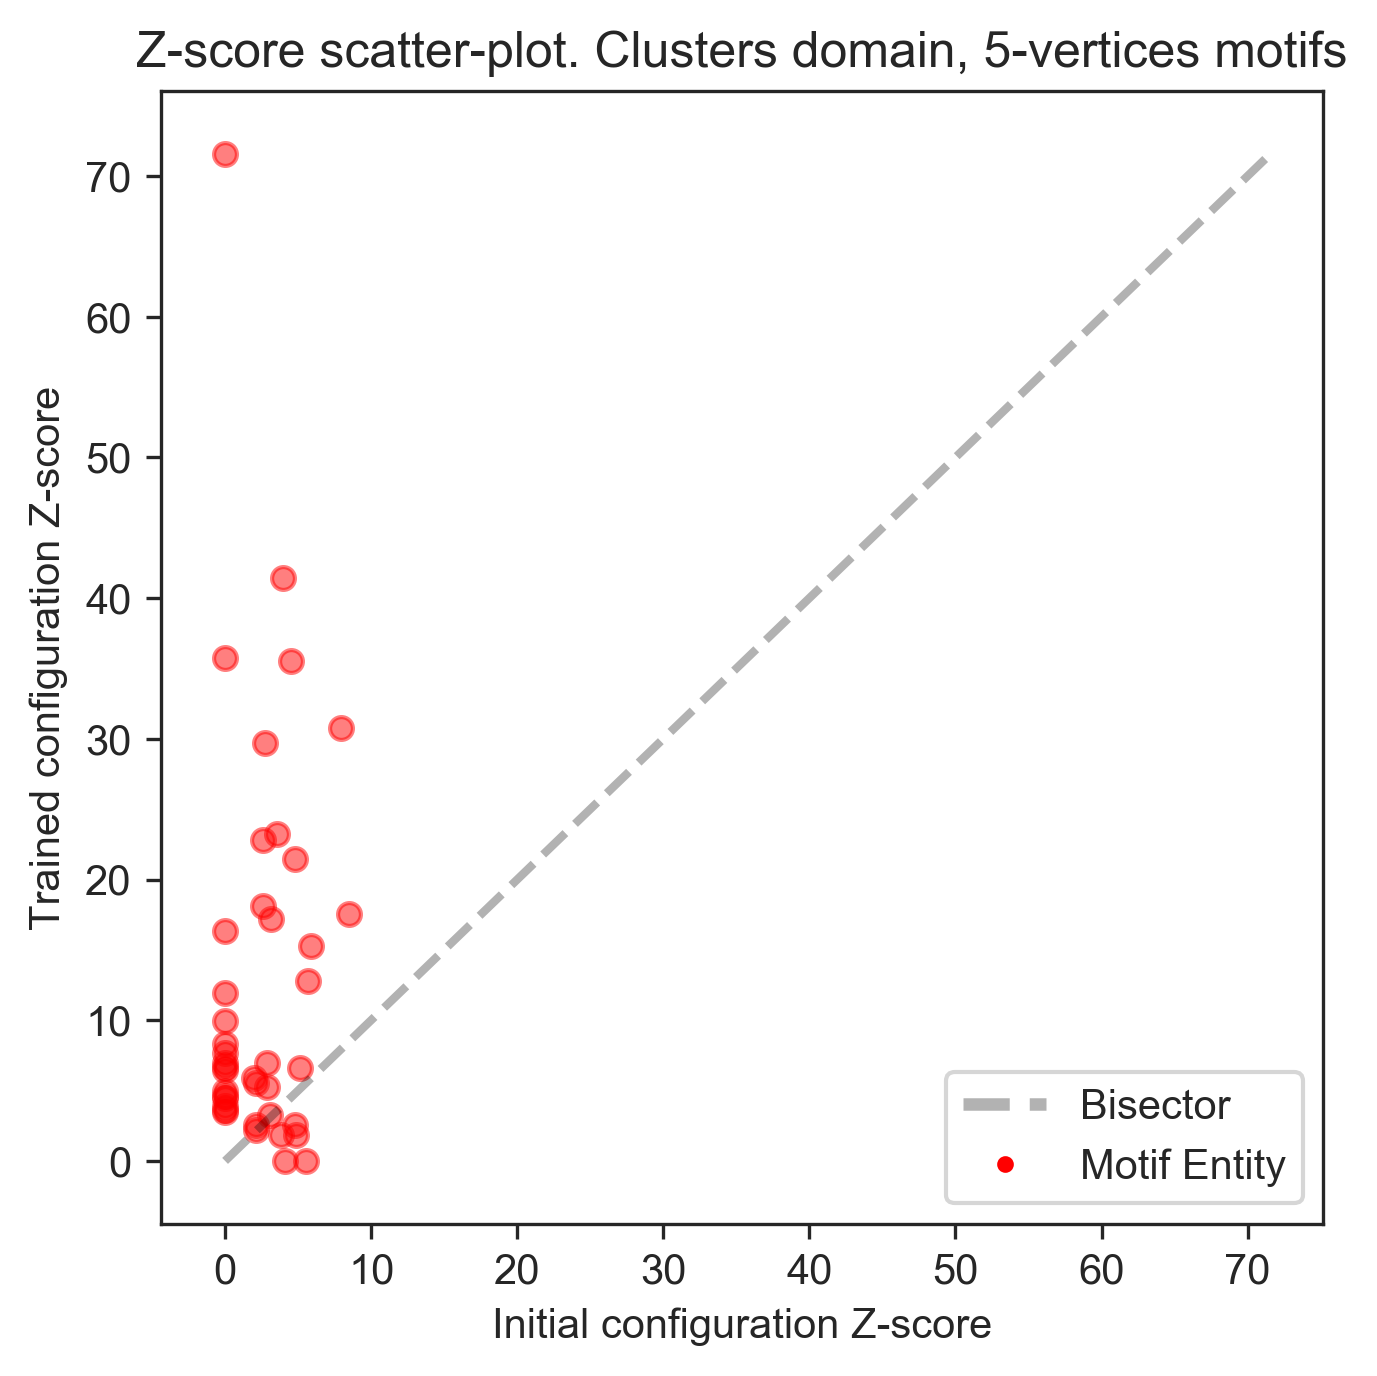 Z-score scatter-plot. Clusters domain, 5-vertices motifs
Trained configuration Z-score
70
60
50
40
30
20
10
0
0 10 20 30 40 50 60 70
Initial configuration Z-score
Bisector
Motif Entity